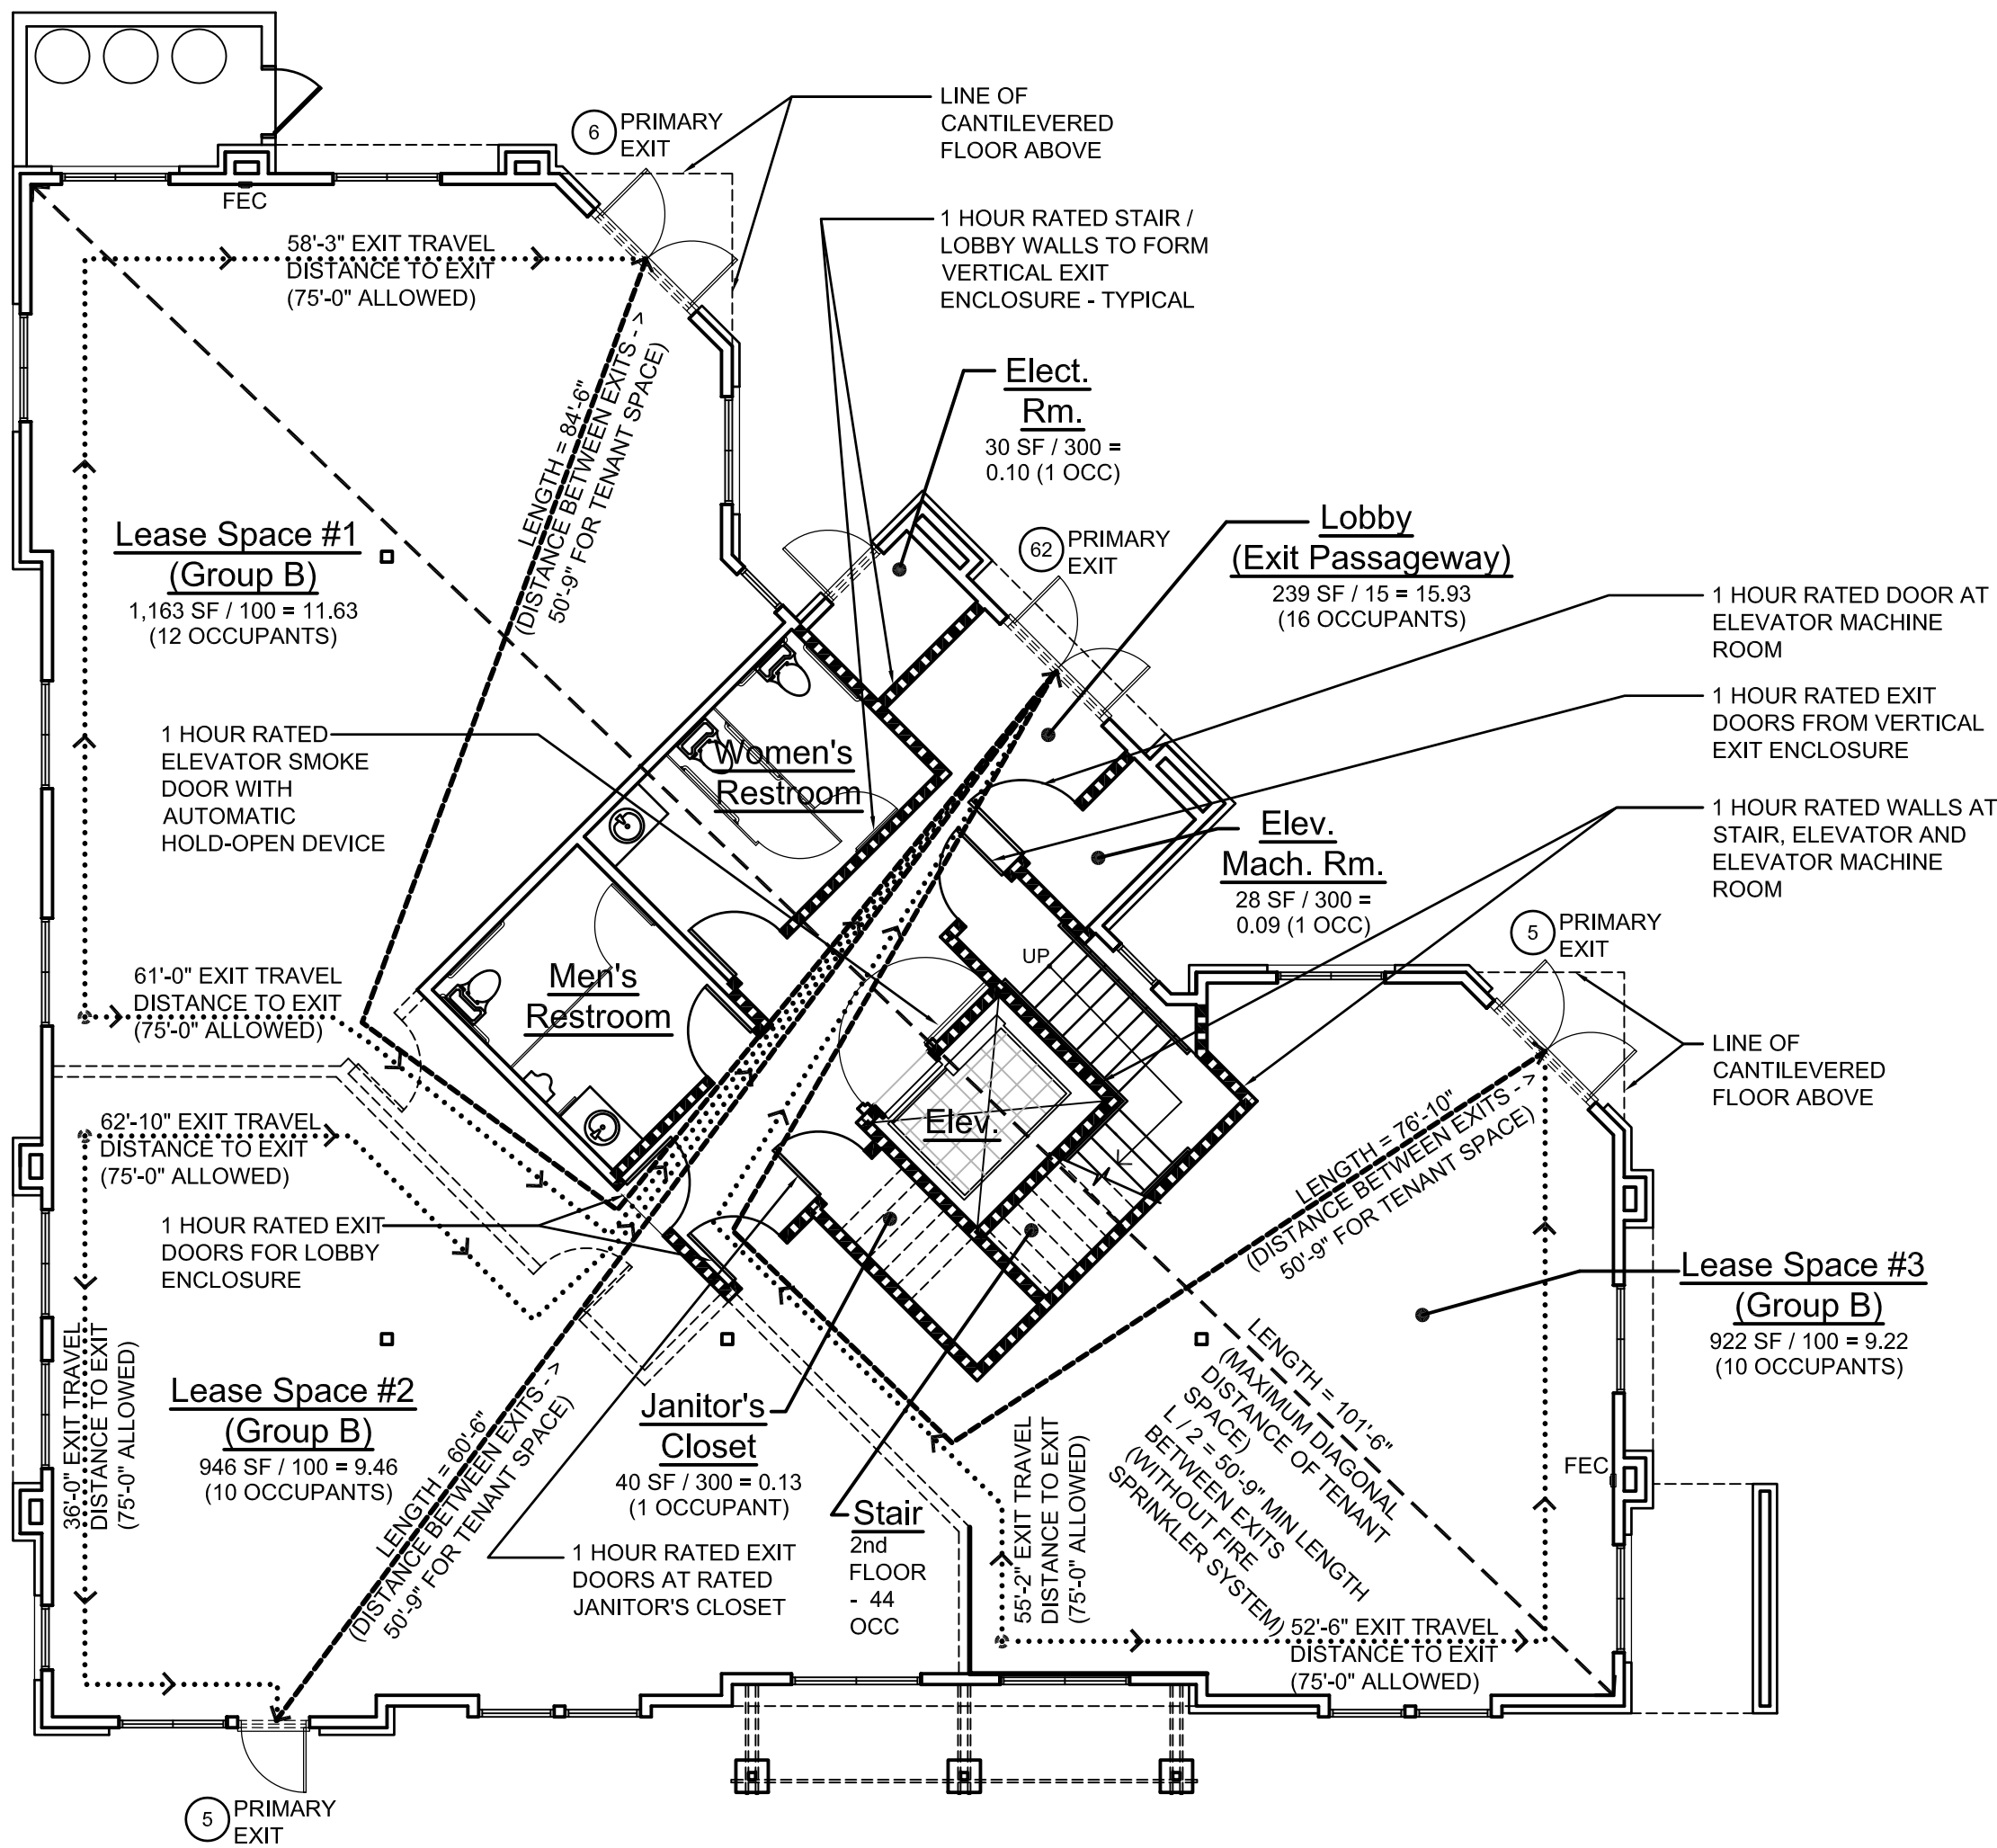 6
PRIMARY
EXIT
LINE OF
CANTILEVERED
FLOOR ABOVE
FEC
58'-3" EXIT TRAVEL
DISTANCE TO EXIT
(75'-0" ALLOWED)
1 HOUR RATED STAIR /
LOBBY WALLS TO FORM
VERTICAL EXIT
ENCLOSURE - TYPICAL
LENGTH = 84'-6"
(DISTANCE BETWEEN EXITS - >
50'-9" FOR TENANT SPACE)
Elect.
Rm.
30 SF / 300 =
0.10 (1 OCC)
Lease Space #1
(Group B)
1,163 SF / 100 = 11.63
(12 OCCUPANTS)
62
PRIMARY
EXIT
Lobby
(Exit Passageway)
239 SF / 15 = 15.93
(16 OCCUPANTS)
1 HOUR RATED DOOR AT
ELEVATOR MACHINE
ROOM
1 HOUR RATED EXIT
DOORS FROM VERTICAL
EXIT ENCLOSURE
1 HOUR RATED WALLS AT
STAIR, ELEVATOR AND
ELEVATOR MACHINE
ROOM
1 HOUR RATED
ELEVATOR SMOKE
DOOR WITH
AUTOMATIC
HOLD-OPEN DEVICE
Women's
Restroom
Elev.
Mach. Rm.
28 SF / 300 =
0.09 (1 OCC)
5
PRIMARY
EXIT
UP
Men's
Restroom
61'-0" EXIT TRAVEL
DISTANCE TO EXIT
(75'-0" ALLOWED)
LINE OF
CANTILEVERED
FLOOR ABOVE
62'-10" EXIT TRAVEL
DISTANCE TO EXIT
(75'-0" ALLOWED)
Elev.
LENGTH = 76'-10"
(DISTANCE BETWEEN EXITS - >
50'-9" FOR TENANT SPACE)
1 HOUR RATED EXIT
DOORS FOR LOBBY
ENCLOSURE
Lease Space #3
(Group B)
922 SF / 100 = 9.22
(10 OCCUPANTS)
36'-0" EXIT TRAVEL
DISTANCE TO EXIT
(75'-0" ALLOWED)
Lease Space #2
(Group B)
946 SF / 100 = 9.46
(10 OCCUPANTS)
LENGTH = 60'-6"
(DISTANCE BETWEEN EXITS - >
50'-9" FOR TENANT SPACE)
Janitor's
Closet
40 SF / 300 = 0.13
(1 OCCUPANT)
1 HOUR RATED EXIT
DOORS AT RATED
JANITOR'S CLOSET
Stair
2nd
FLOOR
- 44
OCC
55'-2" EXIT TRAVEL
DISTANCE TO EXIT
(75'-0" ALLOWED)
LENGTH = 101'-6"
(MAXIMUM DIAGONAL
DISTANCE OF TENANT
SPACE)
L / 2 = 50'-9" MIN LENGTH
BETWEEN EXITS
(WITHOUT FIRE
SPRINKLER SYSTEM)
FEC
52'-6" EXIT TRAVEL
DISTANCE TO EXIT
(75'-0" ALLOWED)
5
PRIMARY
EXIT